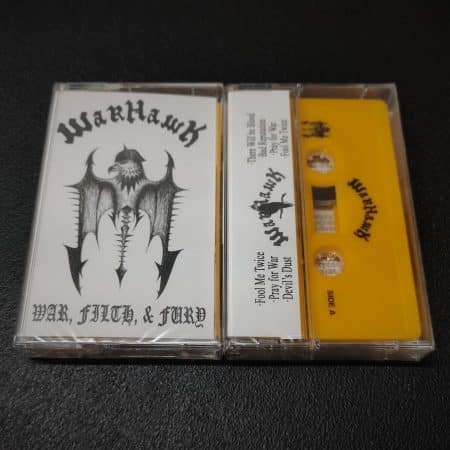 WarHawk
WAR, FILTH, & FURY
·There Will be Blood
·Bad Reputation
·Pray for War
·Fool Me Twice
WarHawk
·Fool Me Twice
·Pray for War
·Devil's Dust
WarHawk
SIDE A